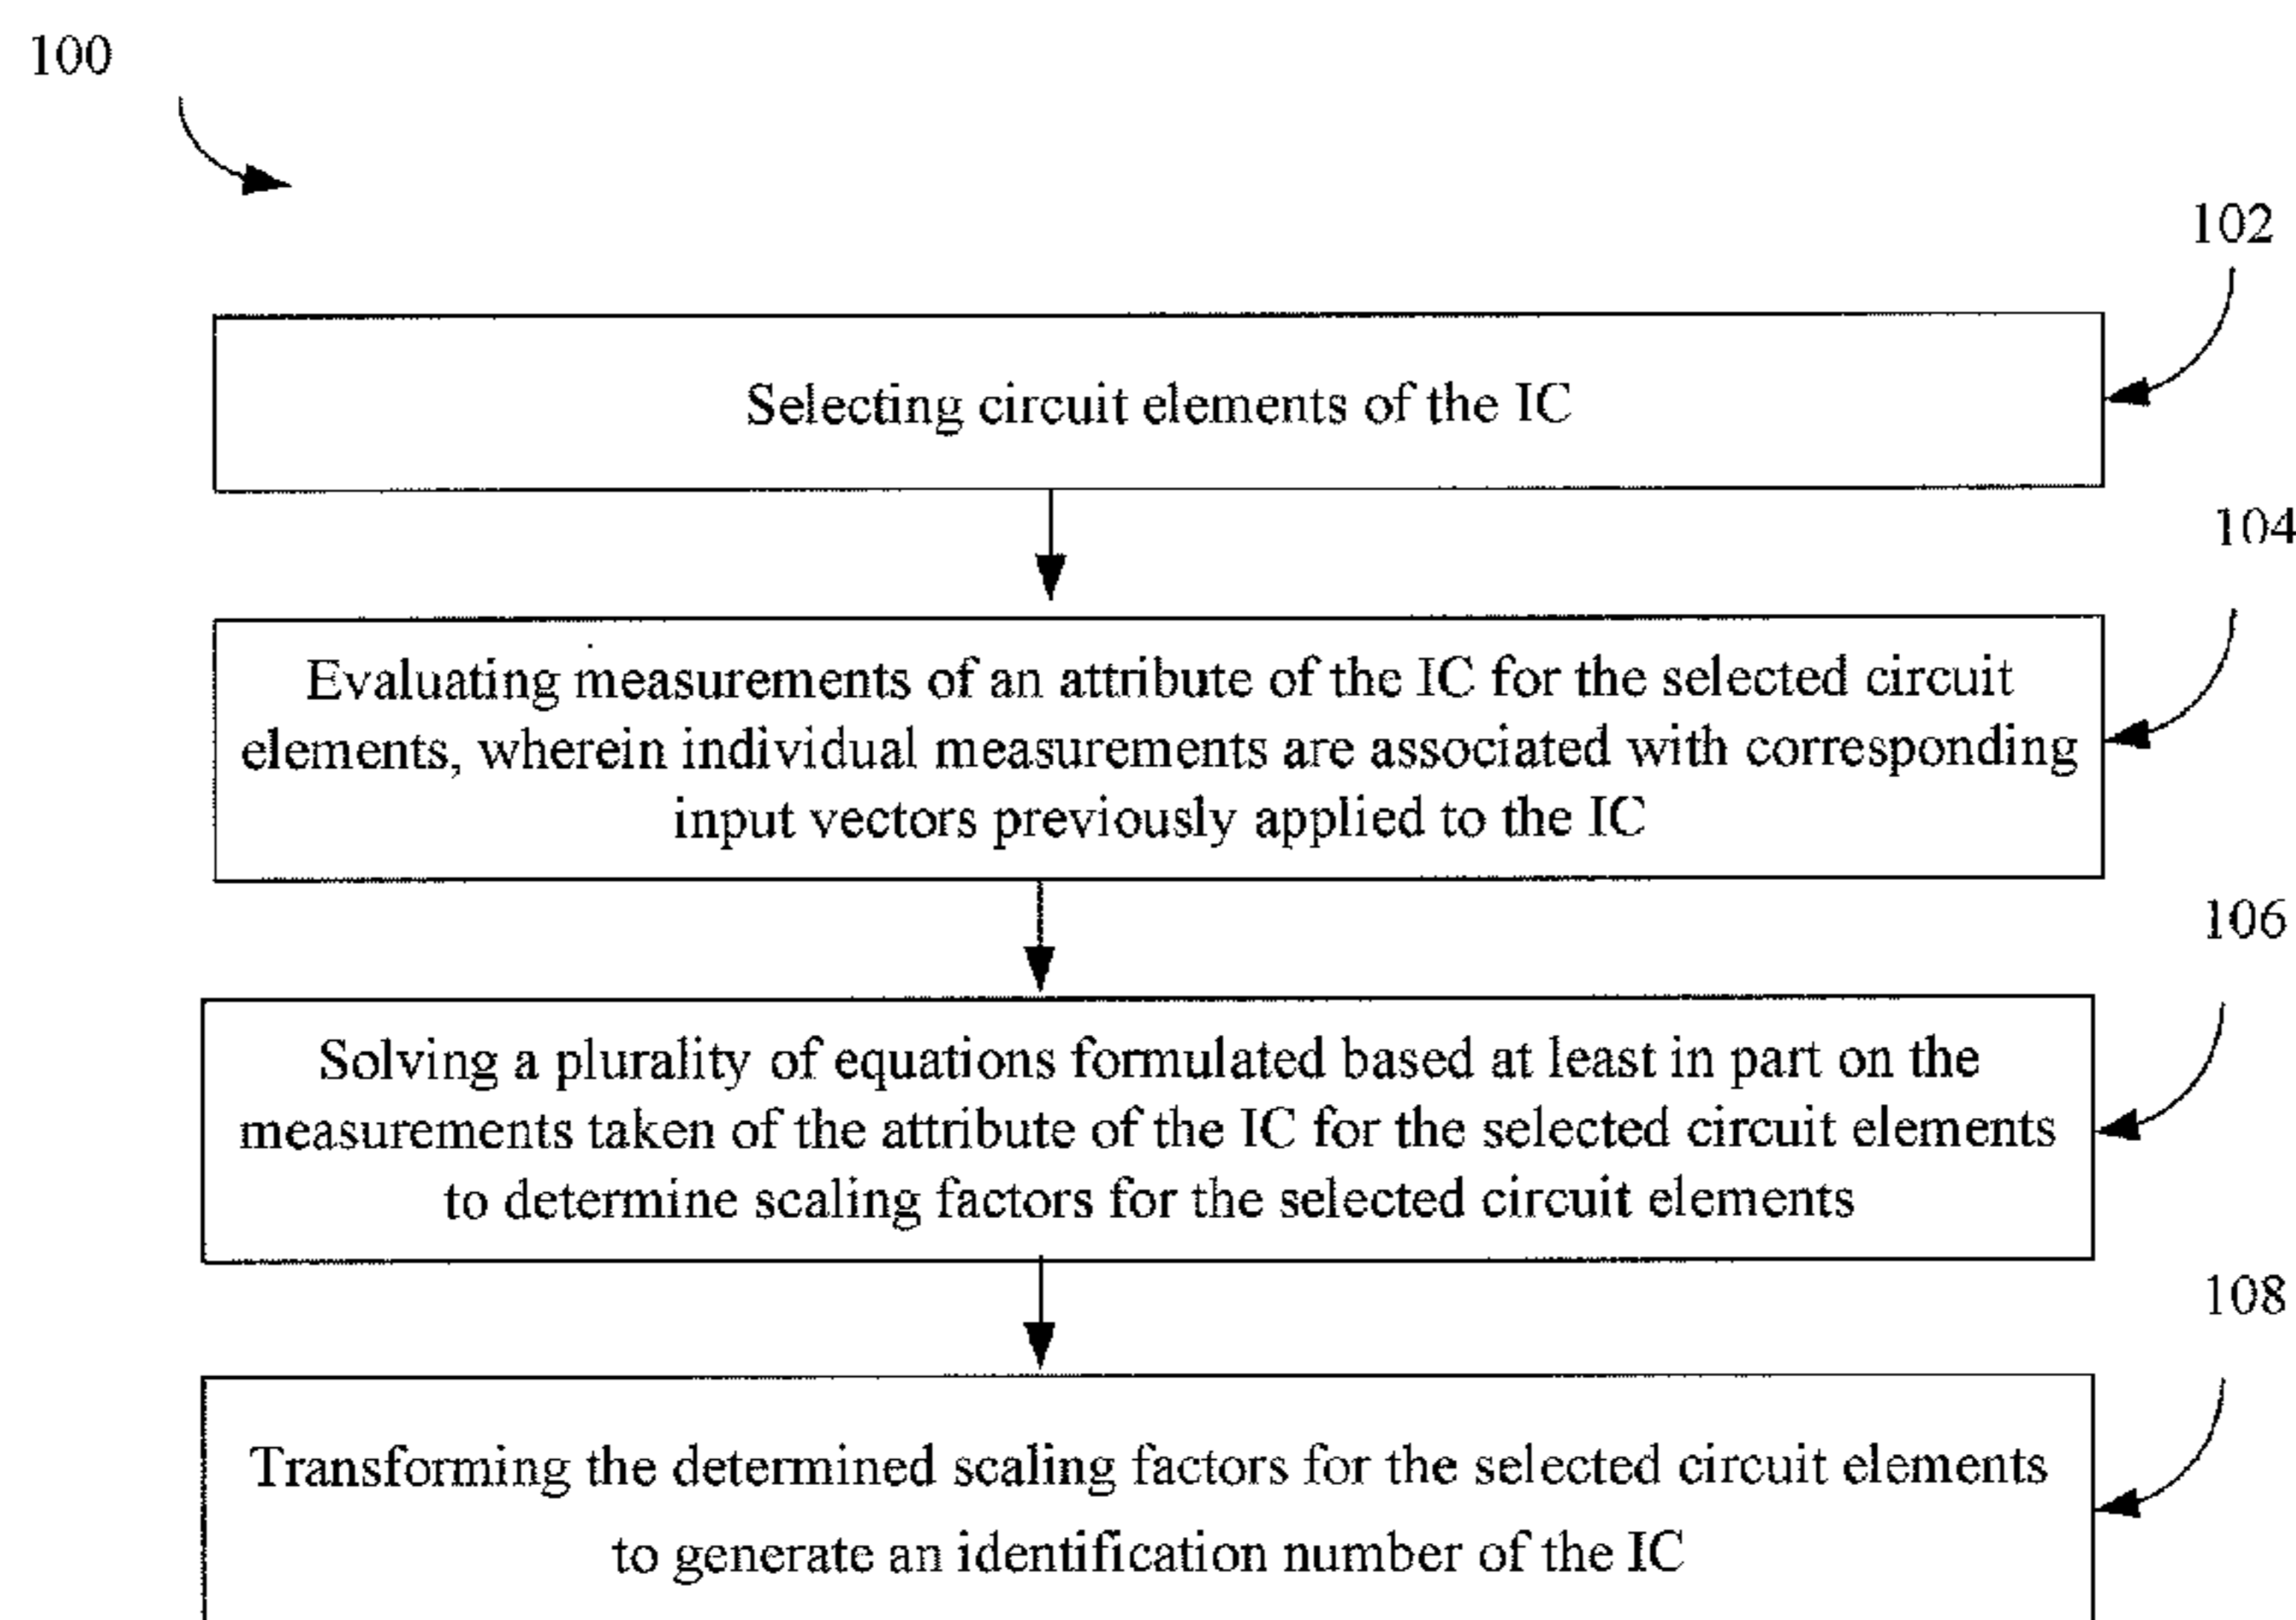 100
102
Selecting circuit elements of the IC
104
Evaluating measurements of an attribute of the IC for the selected circuit
elements, wherein individual measurements are associated with corresponding
input vectors previously applied to the IC
106
Solving a plurality of equations formulated based at least in part on the
measurements taken of the attribute of the IC for the selected circuit elements
to determine scaling factors for the selected circuit elements
108
Transforming the determined scaling factors for the selected circuit elements
to generate an identification number of the IC